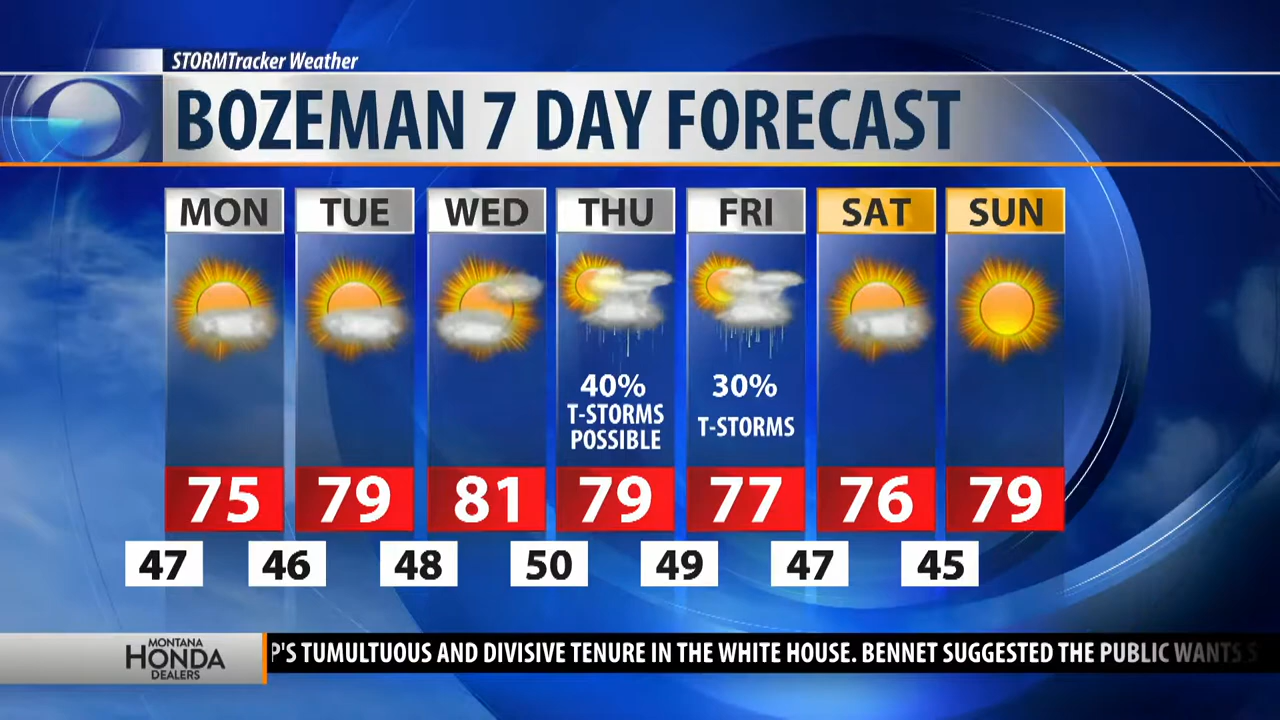 STORMTracker Weather
BOZEMAN 7 DAY FORECAST
MON TUE WED THU FRI SAT SUN
40%
T-STORMS
POSSIBLE
30%
T-STORMS
75 79 81 79 77 76 79
47 46 48 50 49 47 45
MONTANA
HONDA
DEALERS
P'S TUMULTUOUS AND DIVISIVE TENURE IN THE WHITE HOUSE. BENNET SUGGESTED THE PUBLIC WANTS